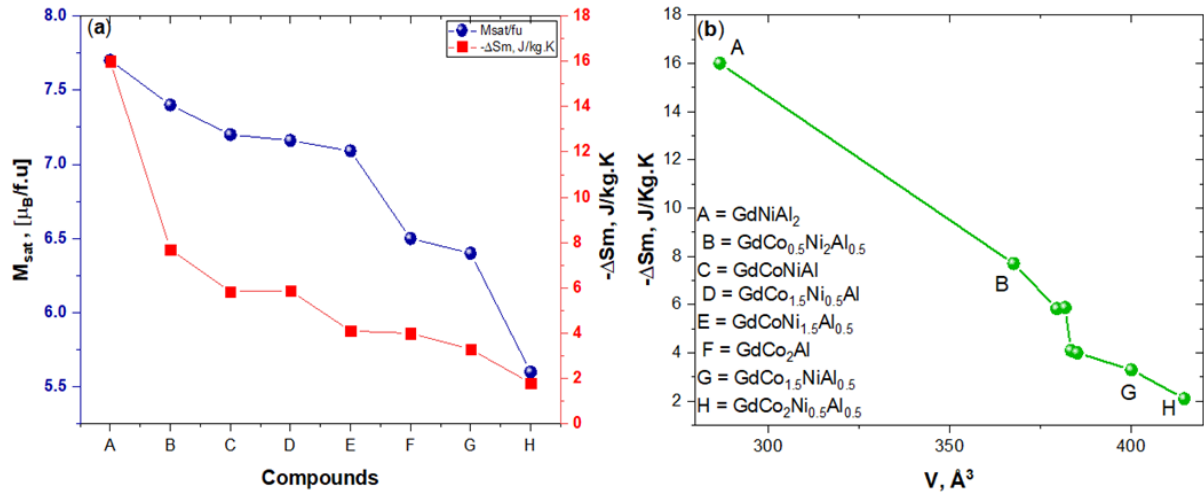 (a)
Msat/fu
-ΔSm, J/kg.K
8.0
7.5
7.0
6.5
6.0
5.5
M_sat , [μ_B/f.u]
18
16
14
12
10
8
6
4
2
0
-ΔSm, J/kg.K
A B C D E F G H
Compounds
(b)
18
16
14
12
10
8
6
4
2
-ΔSm, J/Kg.K
A
B
G
H
A = GdNiAl₂
B = GdCo₀.₅Ni₂Al₀.₅
C = GdCoNiAl
D = GdCo₁.₅Ni₀.₅Al
E = GdCoNi₁.₅Al₀.₅
F = GdCo₂Al
G = GdCo₁.₅NiAl₀.₅
H = GdCo₂Ni₀.₅Al₀.₅
300 350 400
V, Å³